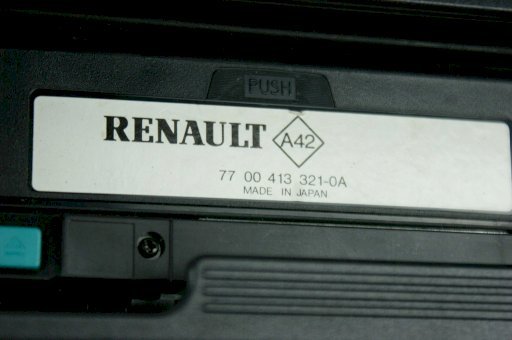 PUSH
RENAULT A42
77 00 413 321-0A
MADE IN JAPAN